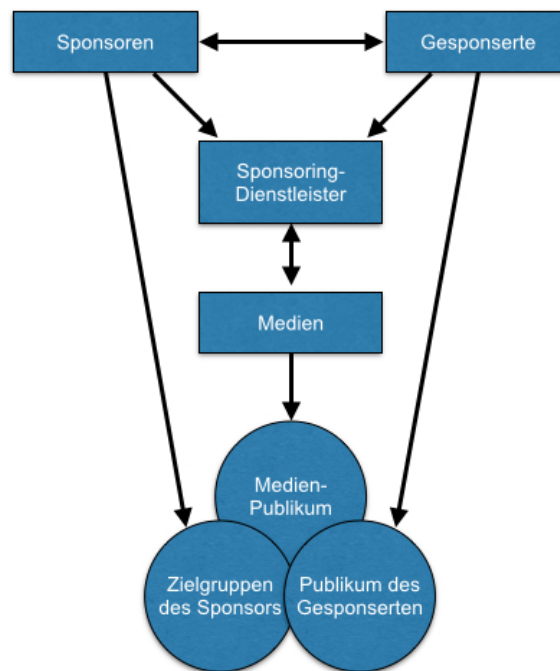 Sponsoren
Gesponserte
Sponsoring-
Dienstleister
Medien
Medien-
Publikum
Zielgruppen
des Sponsors
Publikum des
Gesponserten